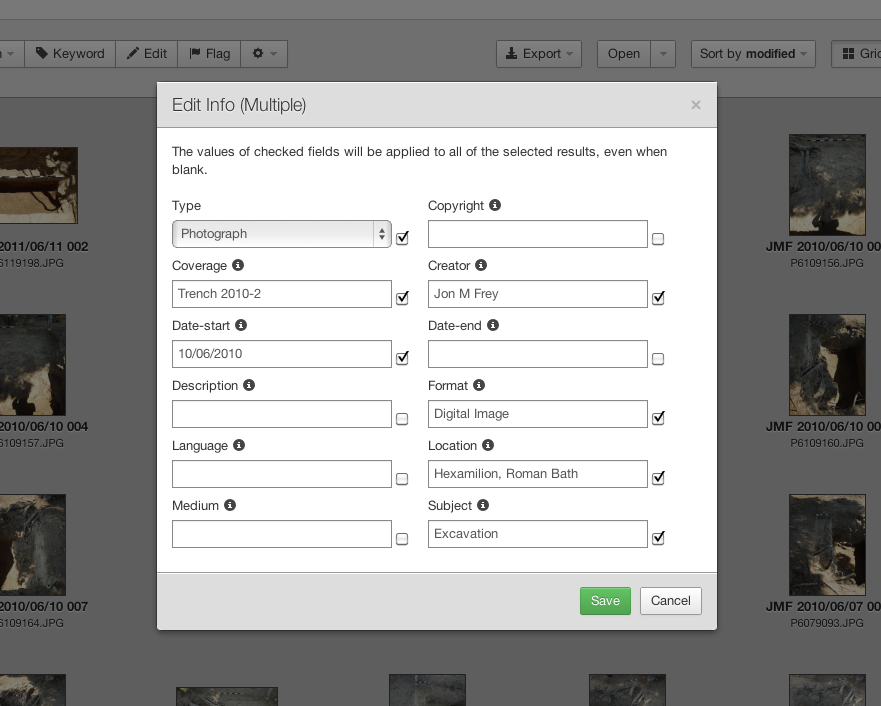 Keyword Edit Flag Export Open Sort by modified
Edit Info (Multiple) ×
The values of checked fields will be applied to all of the selected results, even when
blank.
Type Copyright
Photograph
Coverage Creator
Trench 2010-2 Jon M Frey
Date-start Date-end
10/06/2010
Description Format
Digital Image
Language Location
Hexamilion, Roman Bath
Medium Subject
Excavation
Save Cancel
2011/06/11 002
6119198.JPG
JMF 2010/06/10 00
P6109156.JPG
2010/06/10 004
6109157.JPG
JMF 2010/06/10 00
P6109160.JPG
2010/06/10 007
6109164.JPG
JMF 2010/06/07 00
P6079093.JPG